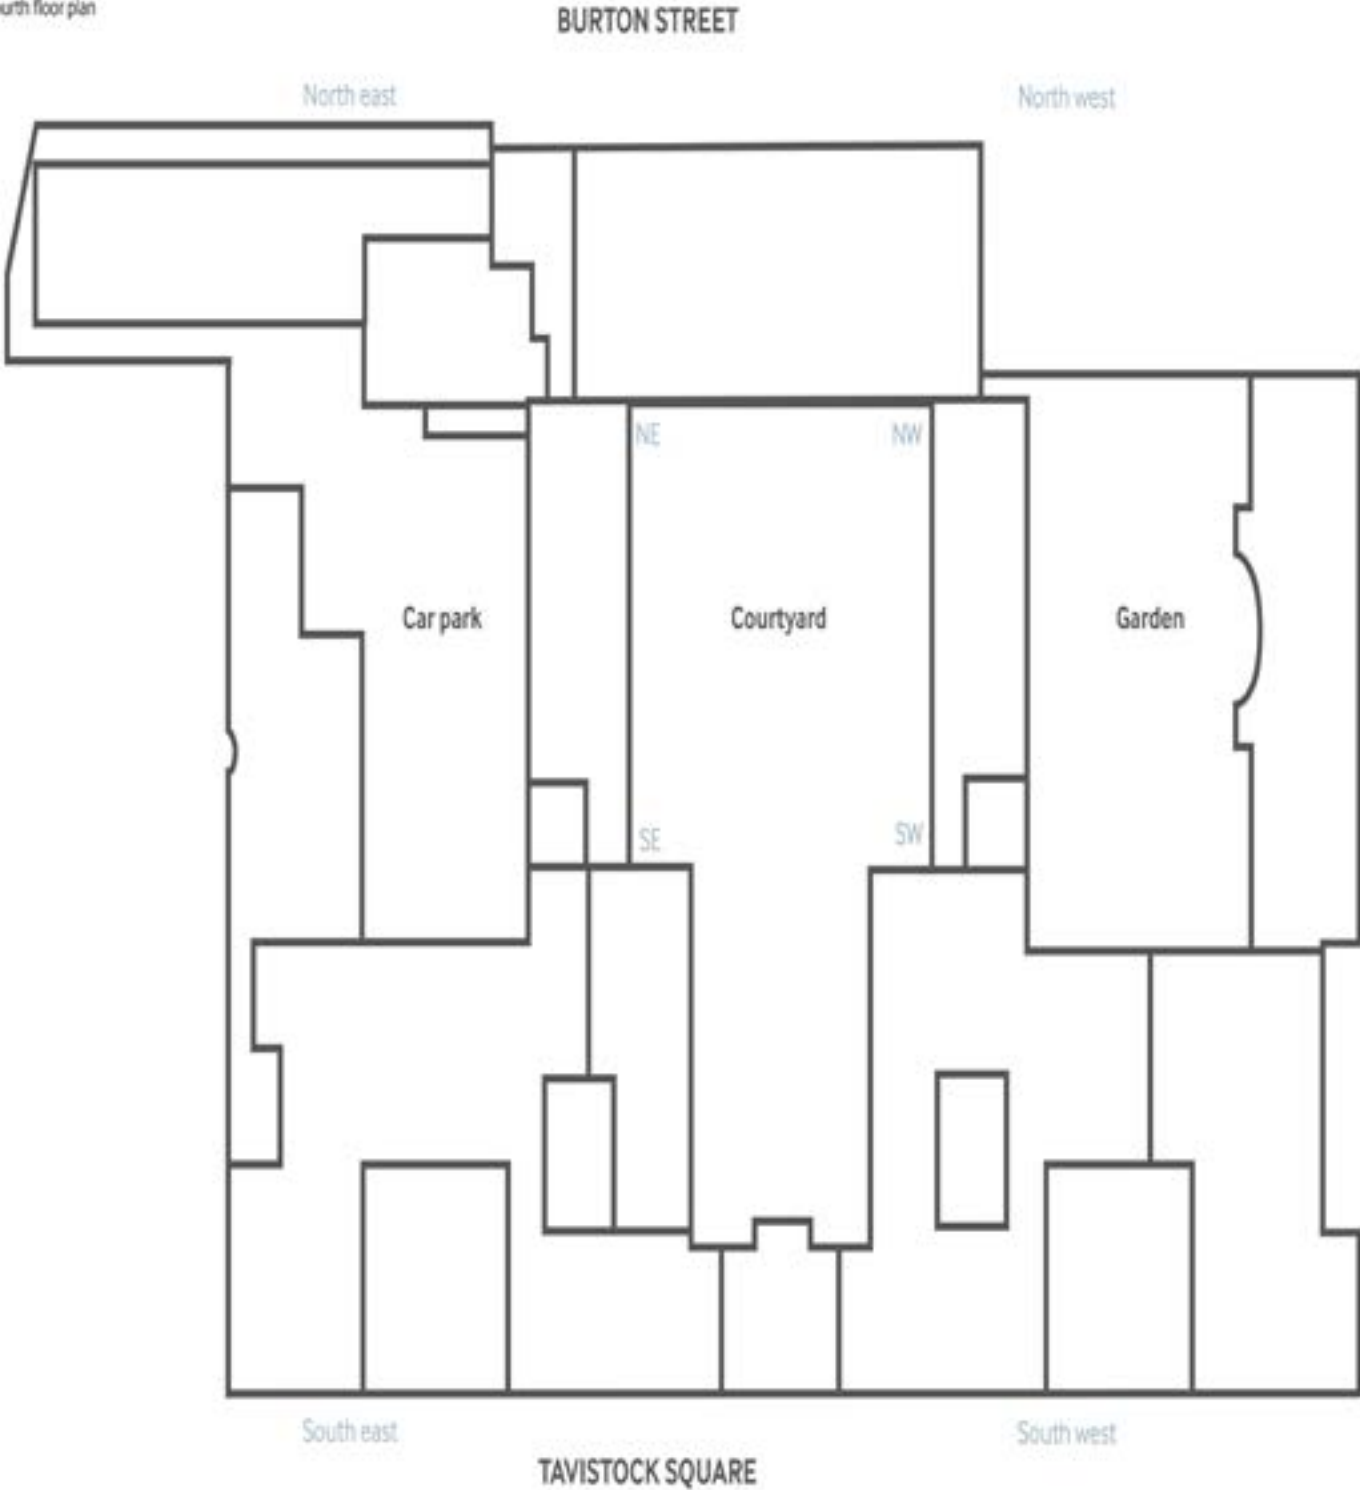 floor plan
BURTON STREET
North east
North west
NE
NW
Car park
Courtyard
Garden
SE
SW
South east
South west
TAVISTOCK SQUARE